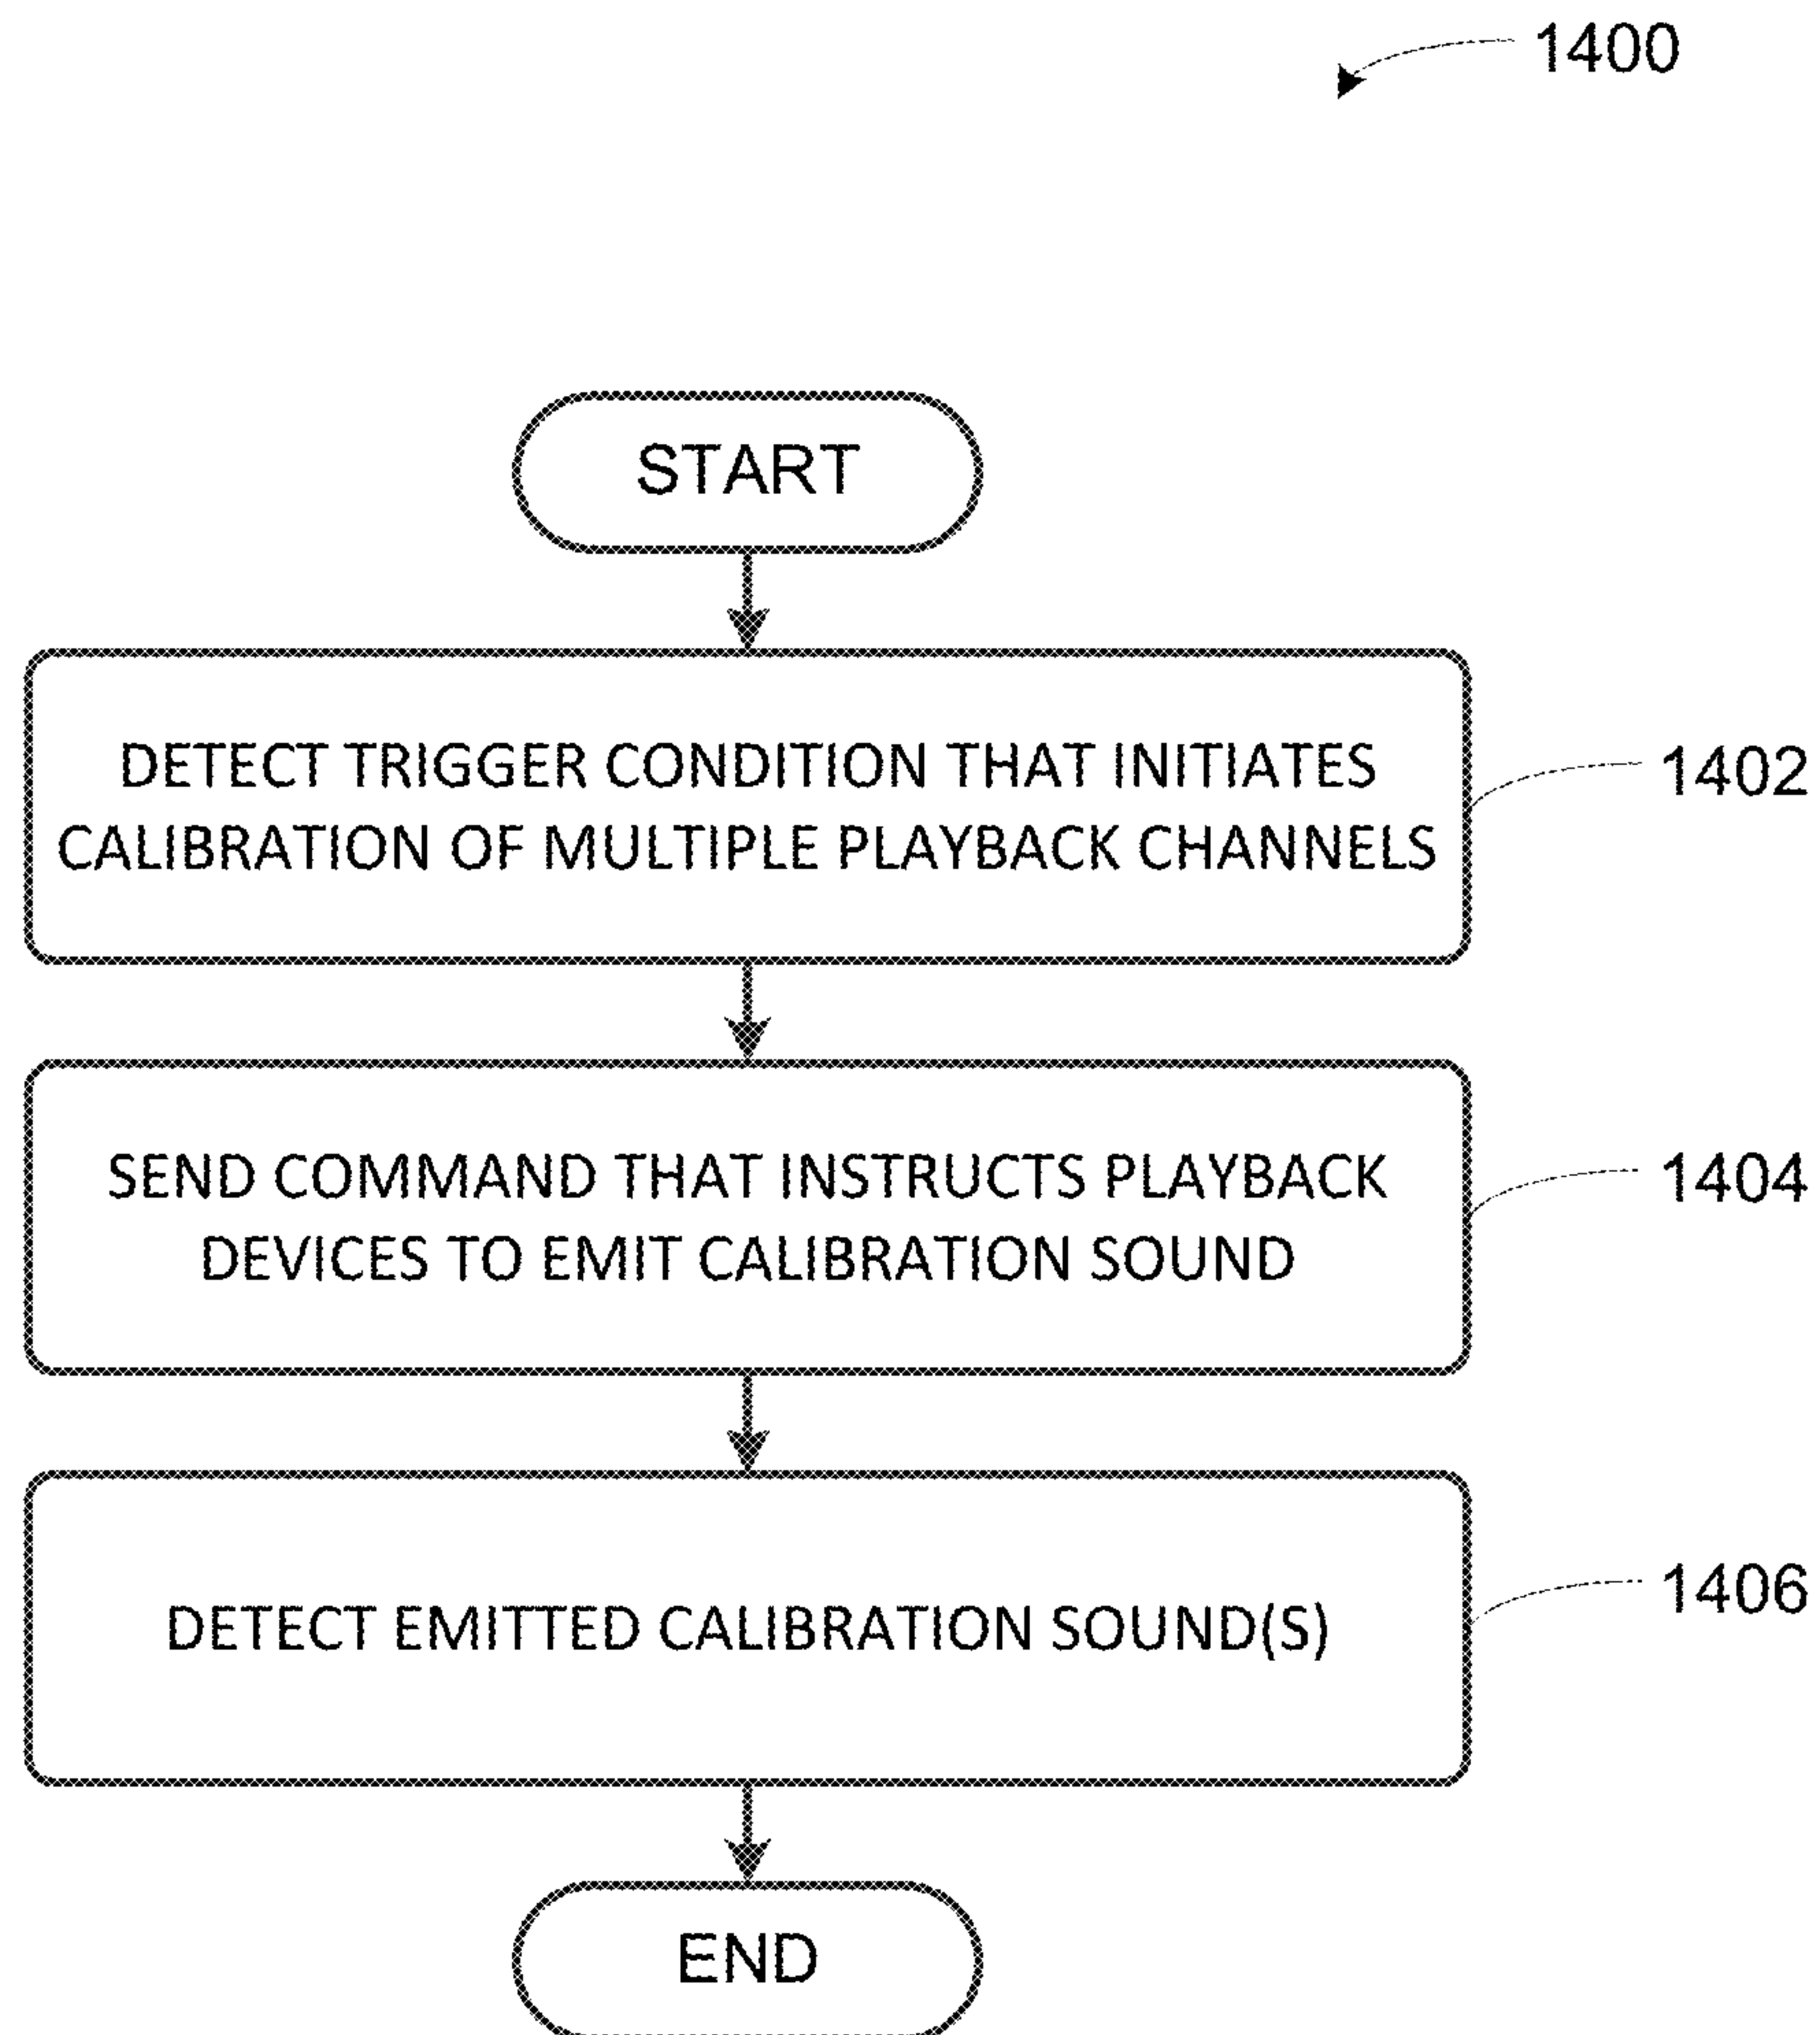 1400
START
DETECT TRIGGER CONDITION THAT INITIATES
CALIBRATION OF MULTIPLE PLAYBACK CHANNELS
1402
SEND COMMAND THAT INSTRUCTS PLAYBACK
DEVICES TO EMIT CALIBRATION SOUND
1404
DETECT EMITTED CALIBRATION SOUND(S)
1406
END